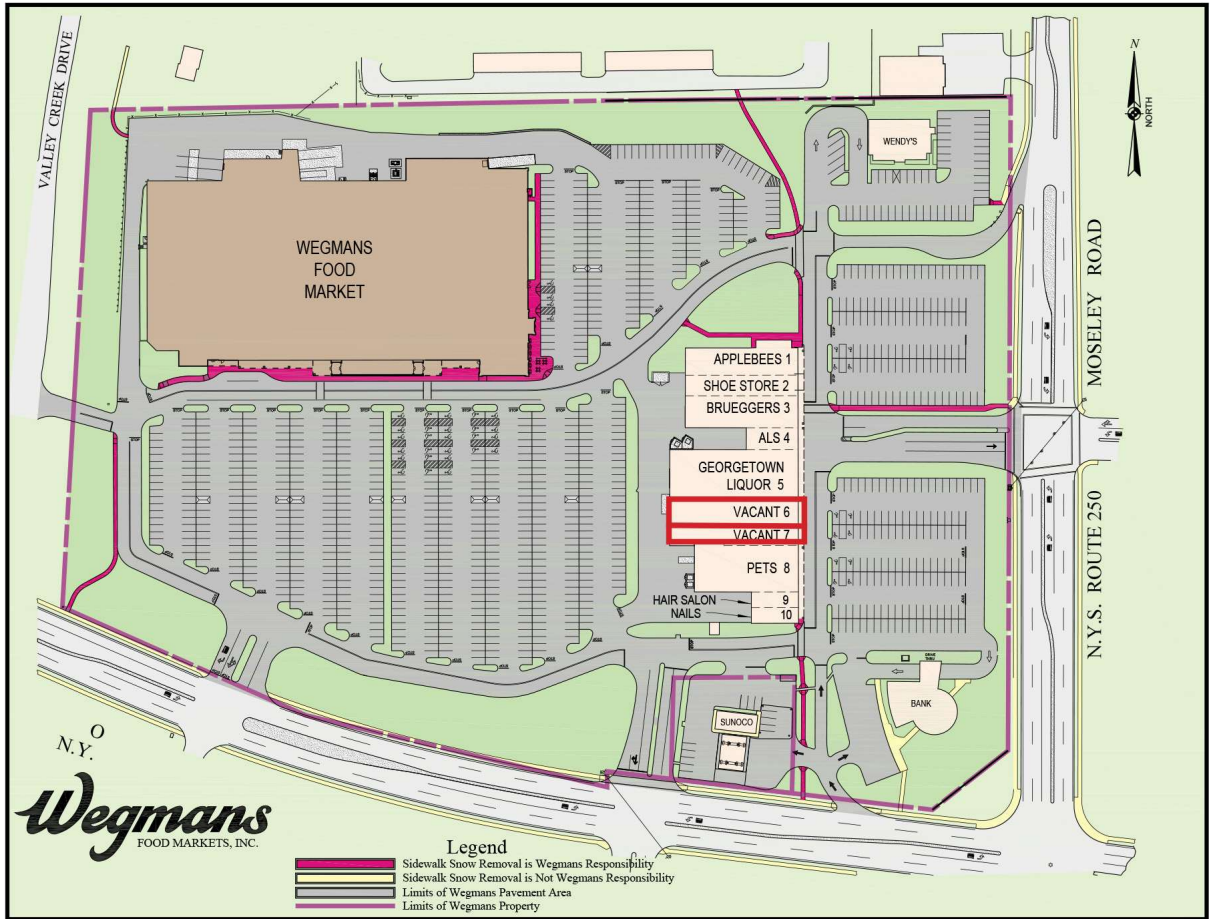 VALLEY CREEK DRIVE
N
NORTH
WENDY'S
WEGMANS
FOOD
MARKET
MOSELEY ROAD
APPLEBEES 1
SHOE STORE 2
BRUEGGERS 3
ALS 4
GEORGETOWN
LIQUOR 5
VACANT 6
VACANT 7
PETS 8
HAIR SALON 9
NAILS 10
N.Y.S. ROUTE 250
DRIVE
THRU
BANK
SUNOCO
O
N.Y.
Wegmans
FOOD MARKETS, INC.
Legend
Sidewalk Snow Removal is Wegmans Responsibility
Sidewalk Snow Removal is Not Wegmans Responsibility
Limits of Wegmans Pavement Area
Limits of Wegmans Property